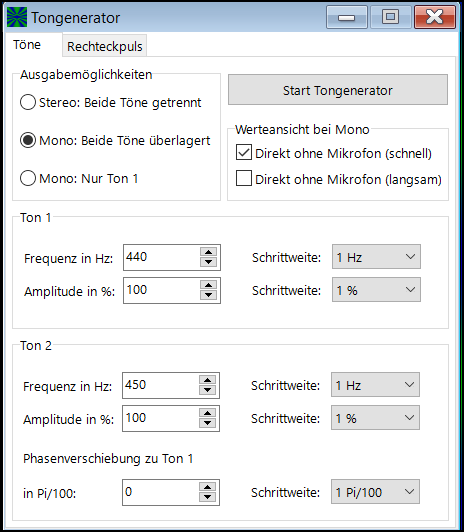 Tongenerator
Töne Rechteckpuls
Ausgabemöglichkeiten
Stereo: Beide Töne getrennt
Mono: Beide Töne überlagert
Mono: Nur Ton 1
Start Tongenerator
Werteansicht bei Mono
Direkt ohne Mikrofon (schnell)
Direkt ohne Mikrofon (langsam)
Ton 1
Frequenz in Hz: 440 Schrittweite: 1 Hz
Amplitude in %: 100 Schrittweite: 1 %
Ton 2
Frequenz in Hz: 450 Schrittweite: 1 Hz
Amplitude in %: 100 Schrittweite: 1 %
Phasenverschiebung zu Ton 1
in Pi/100: 0 Schrittweite: 1 Pi/100